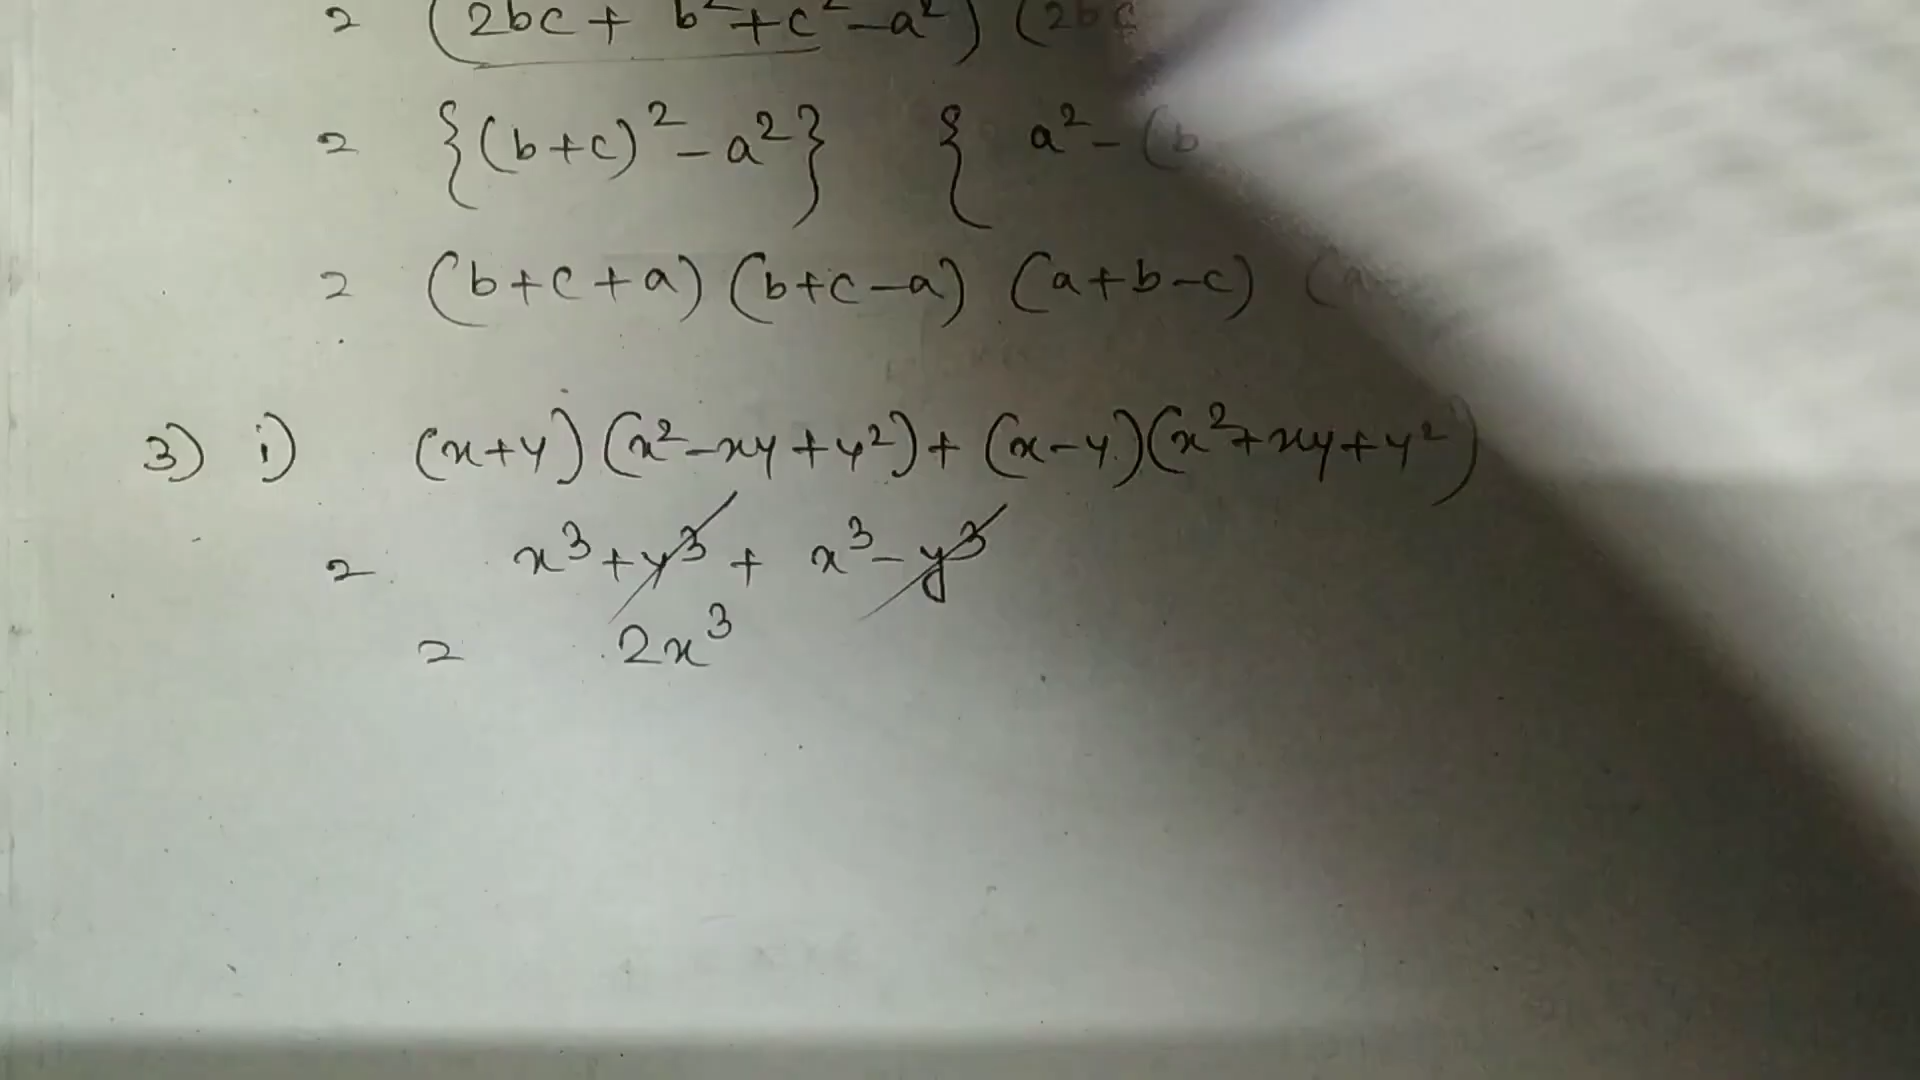 = (2bc + b² + c² - a²) (2bc
= {(b+c)² - a²} { a² - (b
= (b+c+a) (b+c-a) (a+b-c) (a
3) i) (x+y) (x²-xy+y²) + (x-y)(x²+xy+y²)
= x³+y³ + x³-y³
= 2x³